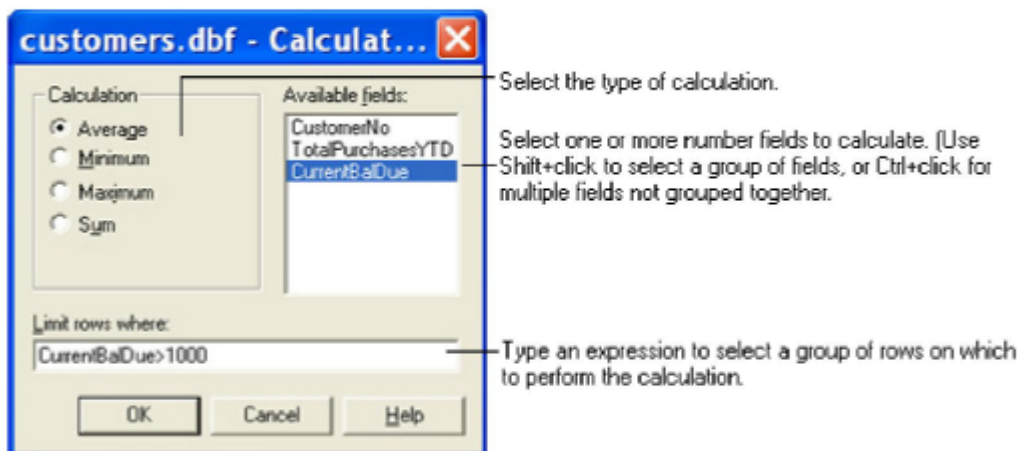 customers.dbf - Calculat...
Calculation
Average
Minimum
Maximum
Sum
Available fields:
CustomerNo
TotalPurchasesYTD
CurrentBalDue
Limit rows where:
CurrentBalDue>1000
OK
Cancel
Help
Select the type of calculation.
Select one or more number fields to calculate. (Use
Shift+click to select a group of fields, or Ctrl+click for
multiple fields not grouped together.
Type an expression to select a group of rows on which
to perform the calculation.